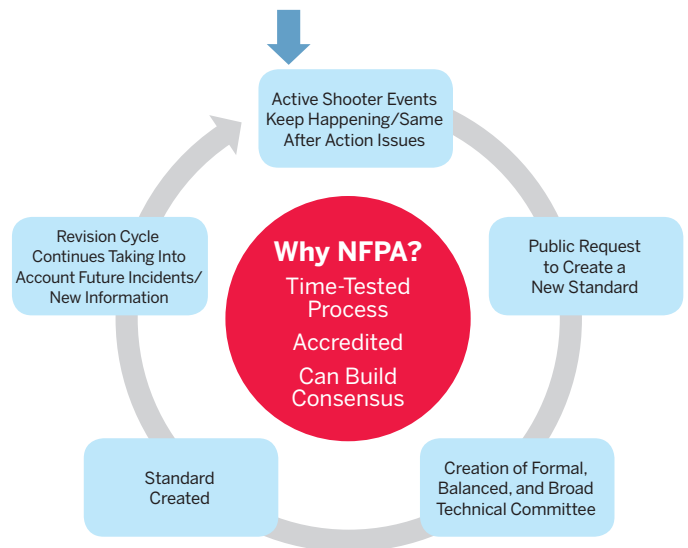 Active Shooter Events
Keep Happening/Same
After Action Issues
Public Request
to Create a
New Standard
Creation of Formal,
Balanced, and Broad
Technical Committee
Standard
Created
Revision Cycle
Continues Taking Into
Account Future Incidents/
New Information
Why NFPA?
Time-Tested
Process
Accredited
Can Build
Consensus